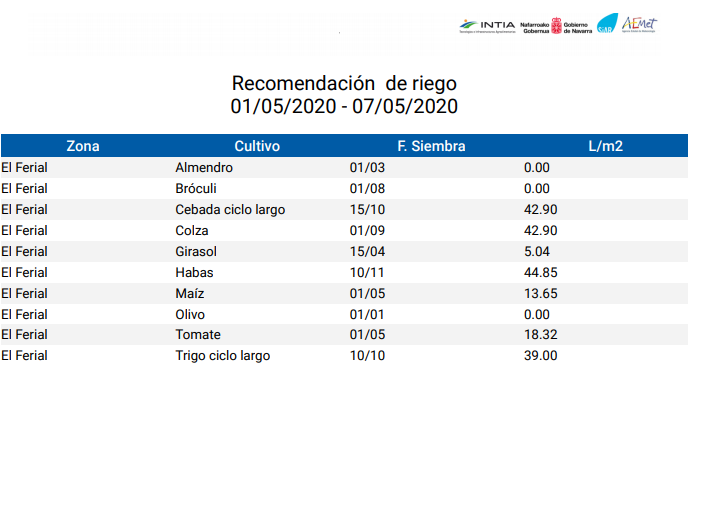 INTIA Nafarroako Gobierno
Gobernua de Navarra AEMet
Recomendación de riego
01/05/2020 - 07/05/2020
Zona Cultivo F. Siembra L/m2
El Ferial Almendro 01/03 0.00
El Ferial Bróculi 01/08 0.00
El Ferial Cebada ciclo largo 15/10 42.90
El Ferial Colza 01/09 42.90
El Ferial Girasol 15/04 5.04
El Ferial Habas 10/11 44.85
El Ferial Maíz 01/05 13.65
El Ferial Olivo 01/01 0.00
El Ferial Tomate 01/05 18.32
El Ferial Trigo ciclo largo 10/10 39.00